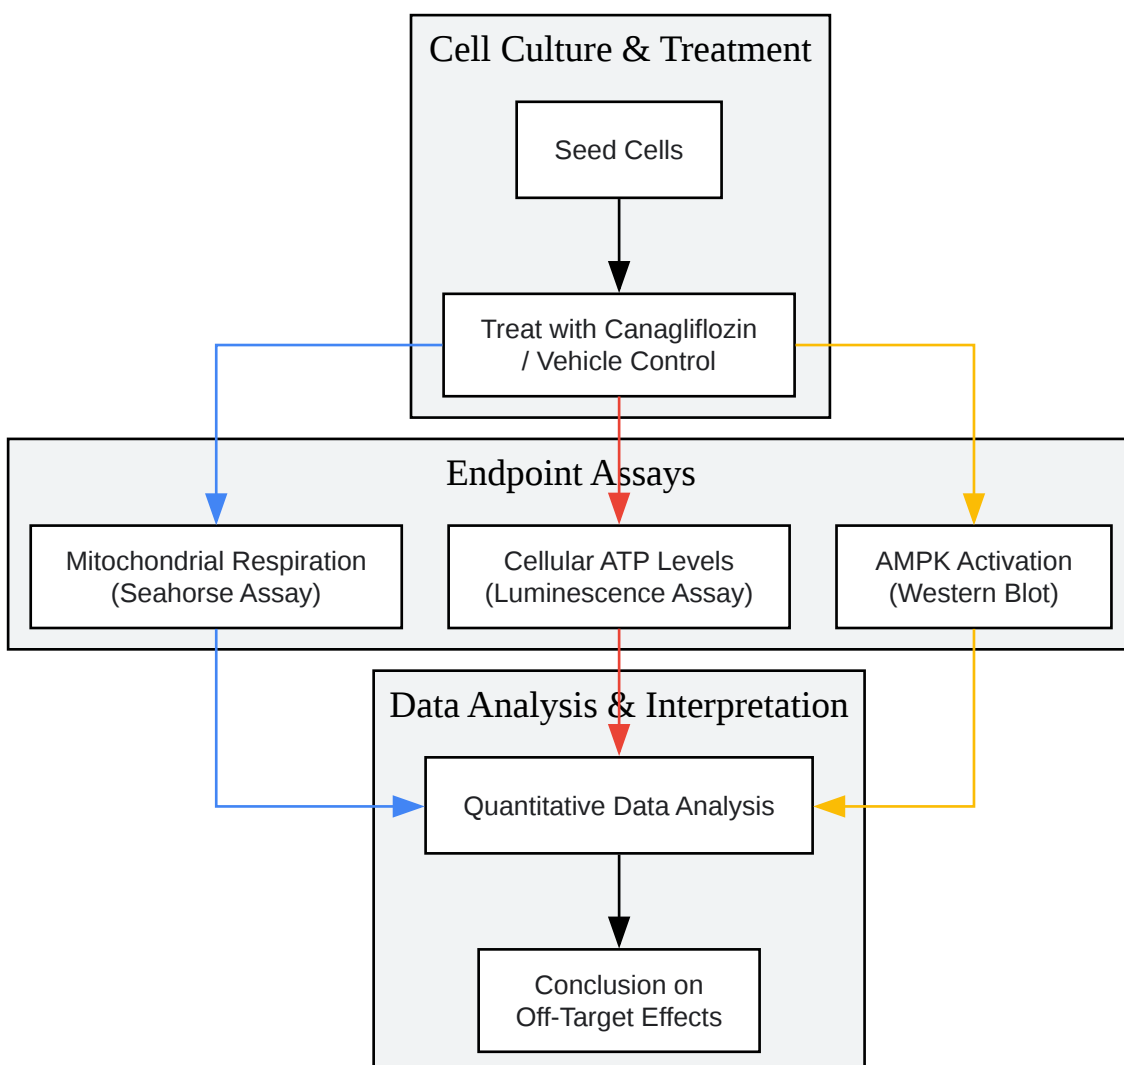 Cell Culture & Treatment
Seed Cells
Treat with Canagliflozin
/ Vehicle Control
Endpoint Assays
Mitochondrial Respiration
(Seahorse Assay)
Cellular ATP Levels
(Luminescence Assay)
AMPK Activation
(Western Blot)
Data Analysis & Interpretation
Quantitative Data Analysis
Conclusion on
Off-Target Effects